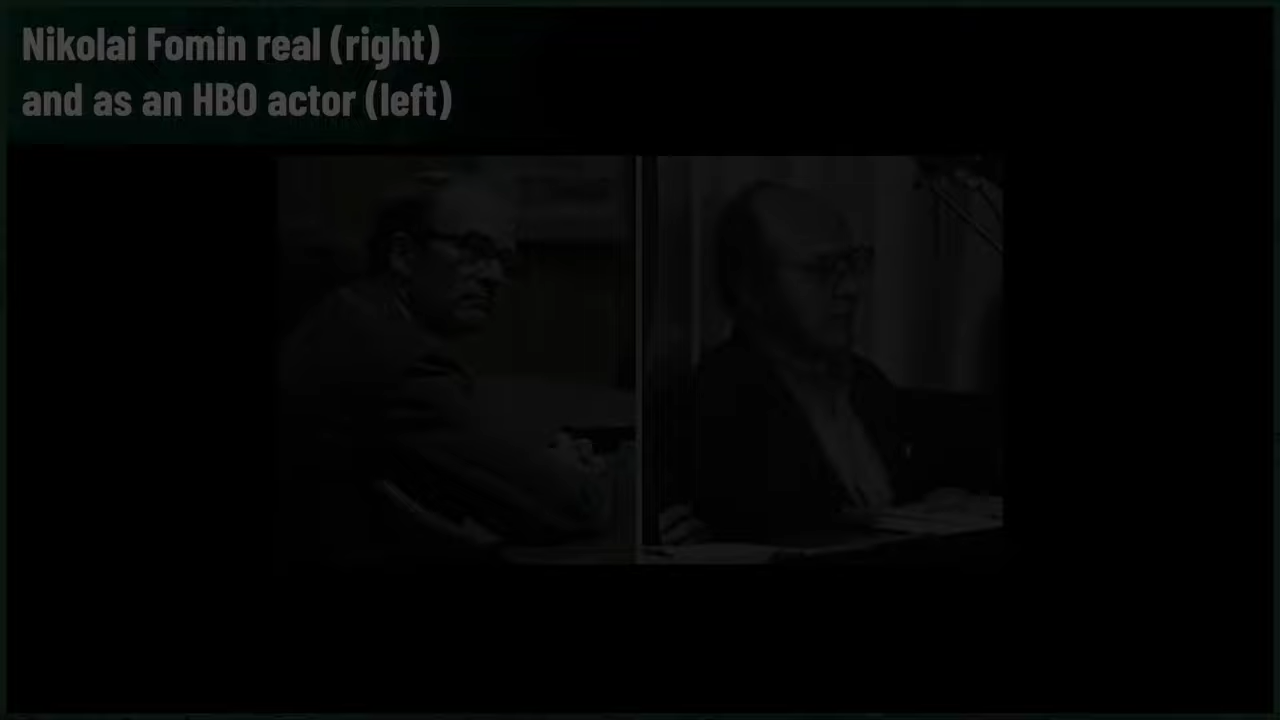 Nikolai Fomin real (right)
and as an HBO actor (left)